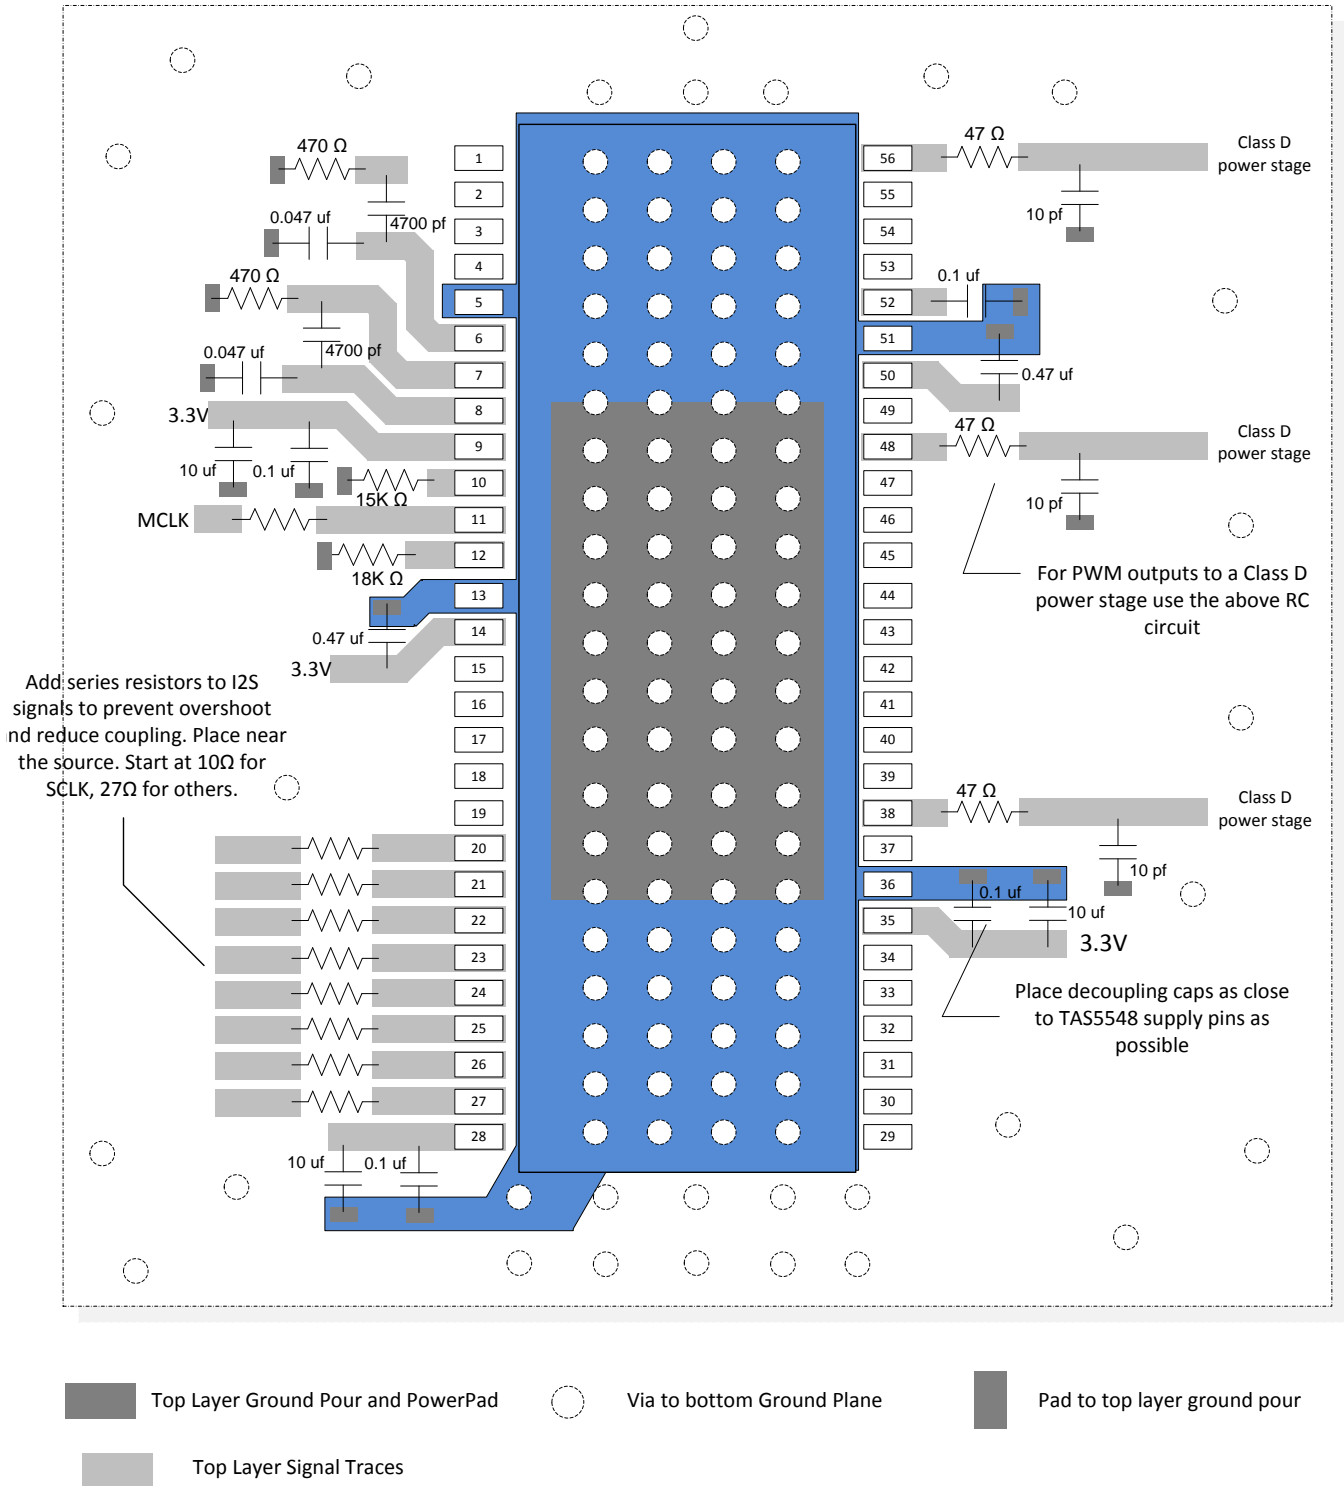 470 Ω
0.047 uf
4700 pf
470 Ω
0.047 uf
4700 pf
3.3V
10 uf
0.1 uf
15K Ω
MCLK
18K Ω
0.47 uf
3.3V
Add series resistors to I2S
signals to prevent overshoot
nd reduce coupling. Place near
the source. Start at 10Ω for
SCLK, 27Ω for others.
10 uf
0.1 uf
1
2
3
4
5
6
7
8
9
10
11
12
13
14
15
16
17
18
19
20
21
22
23
24
25
26
27
28
56
55
54
53
52
51
50
49
48
47
46
45
44
43
42
41
40
39
38
37
36
35
34
33
32
31
30
29
47 Ω
Class D
power stage
10 pf
0.1 uf
0.47 uf
47 Ω
Class D
power stage
10 pf
For PWM outputs to a Class D
power stage use the above RC
circuit
47 Ω
Class D
power stage
10 pf
0.1 uf
10 uf
3.3V
Place decoupling caps as close
to TAS5548 supply pins as
possible
Top Layer Ground Pour and PowerPad
Via to bottom Ground Plane
Pad to top layer ground pour
Top Layer Signal Traces